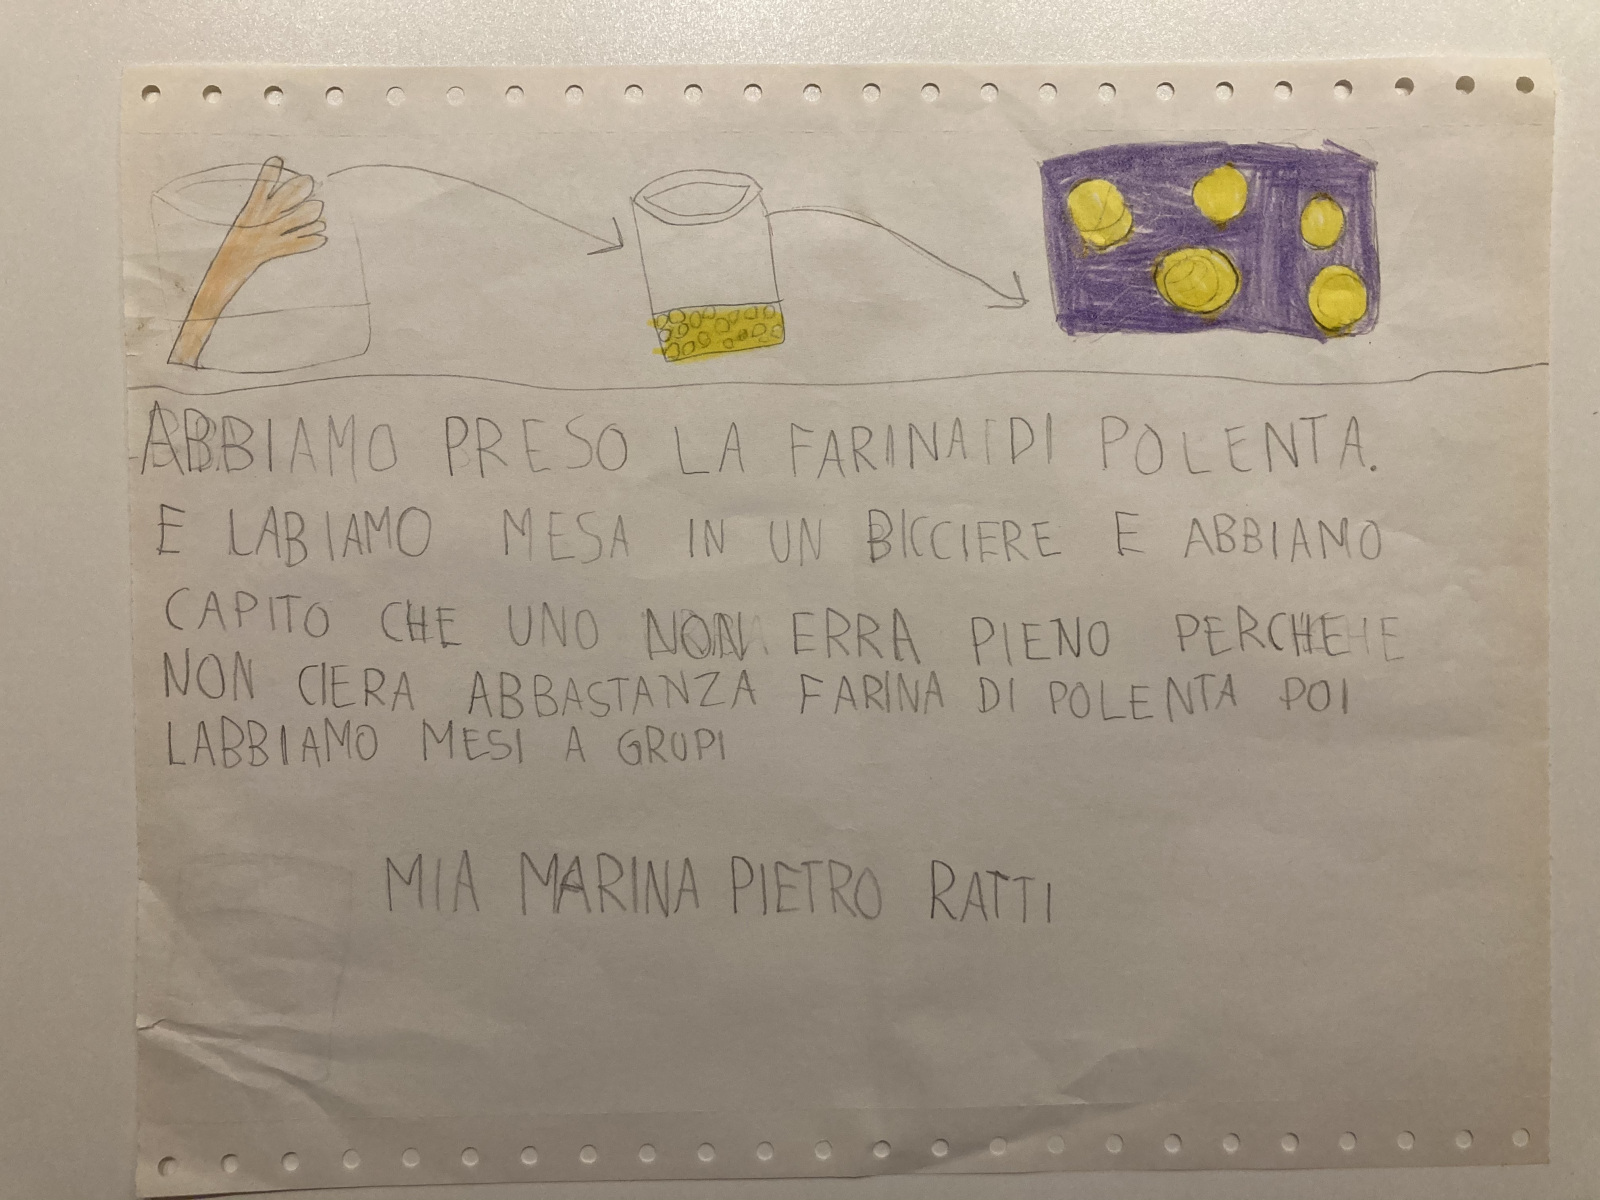 ABBIAMO PRESO LA FARINA DI POLENTA.
E LABIAMO MESA IN UN BICCIERE E ABBIAMO
CAPITO CHE UNO NON ERRA PIENO PERCHE
NON CIERA ABBASTANZA FARINA DI POLENTA POI
LABBIAMO MESI A GRUPI
MIA MARINA PIETRO RATTI